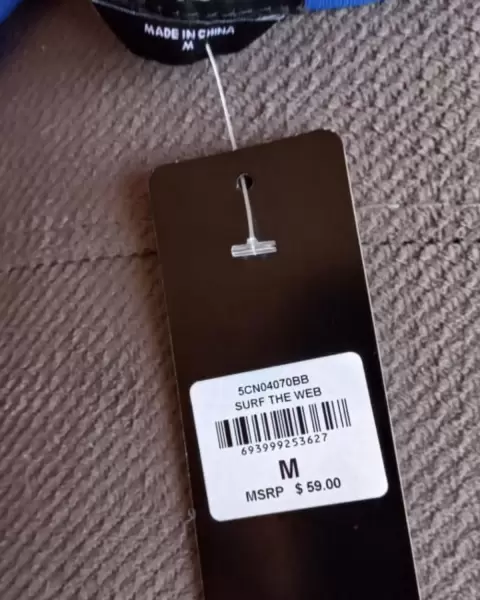 MADE IN CHINA
M
5CN04070BB
SURF THE WEB
693999253627
M
MSRP $ 59.00